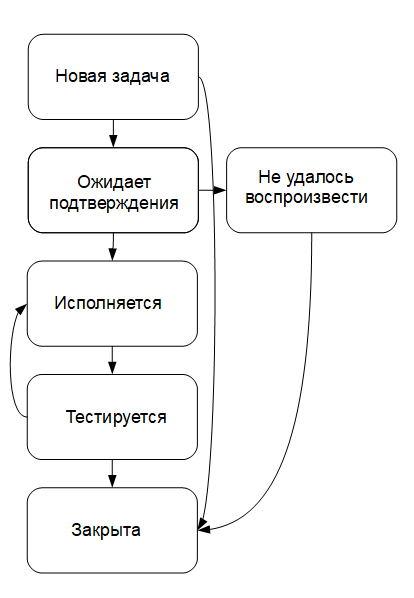 Новая задача
Ожидает
подтверждения
Не удалось
воспроизвести
Исполняется
Тестируется
Закрыта